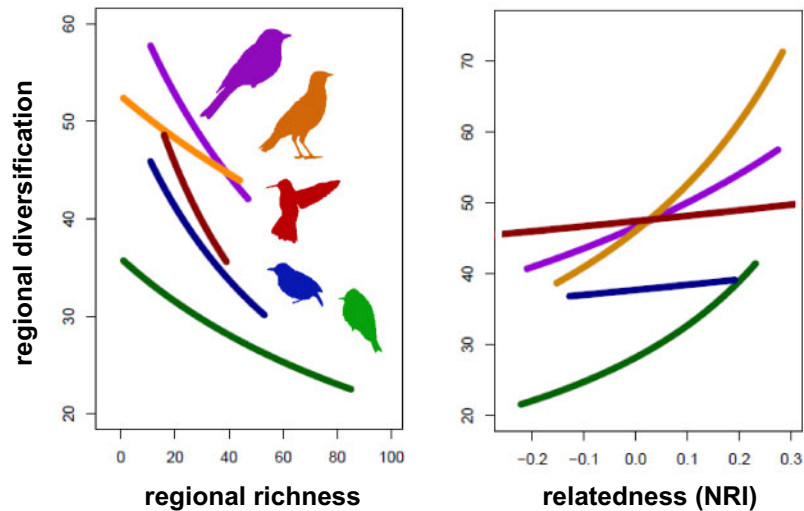 regional diversification
60
50
40
30
20
0 20 40 60 80 100
regional richness
70
60
50
40
30
20
−0.2 −0.1 0.0 0.1 0.2 0.3
relatedness (NRI)